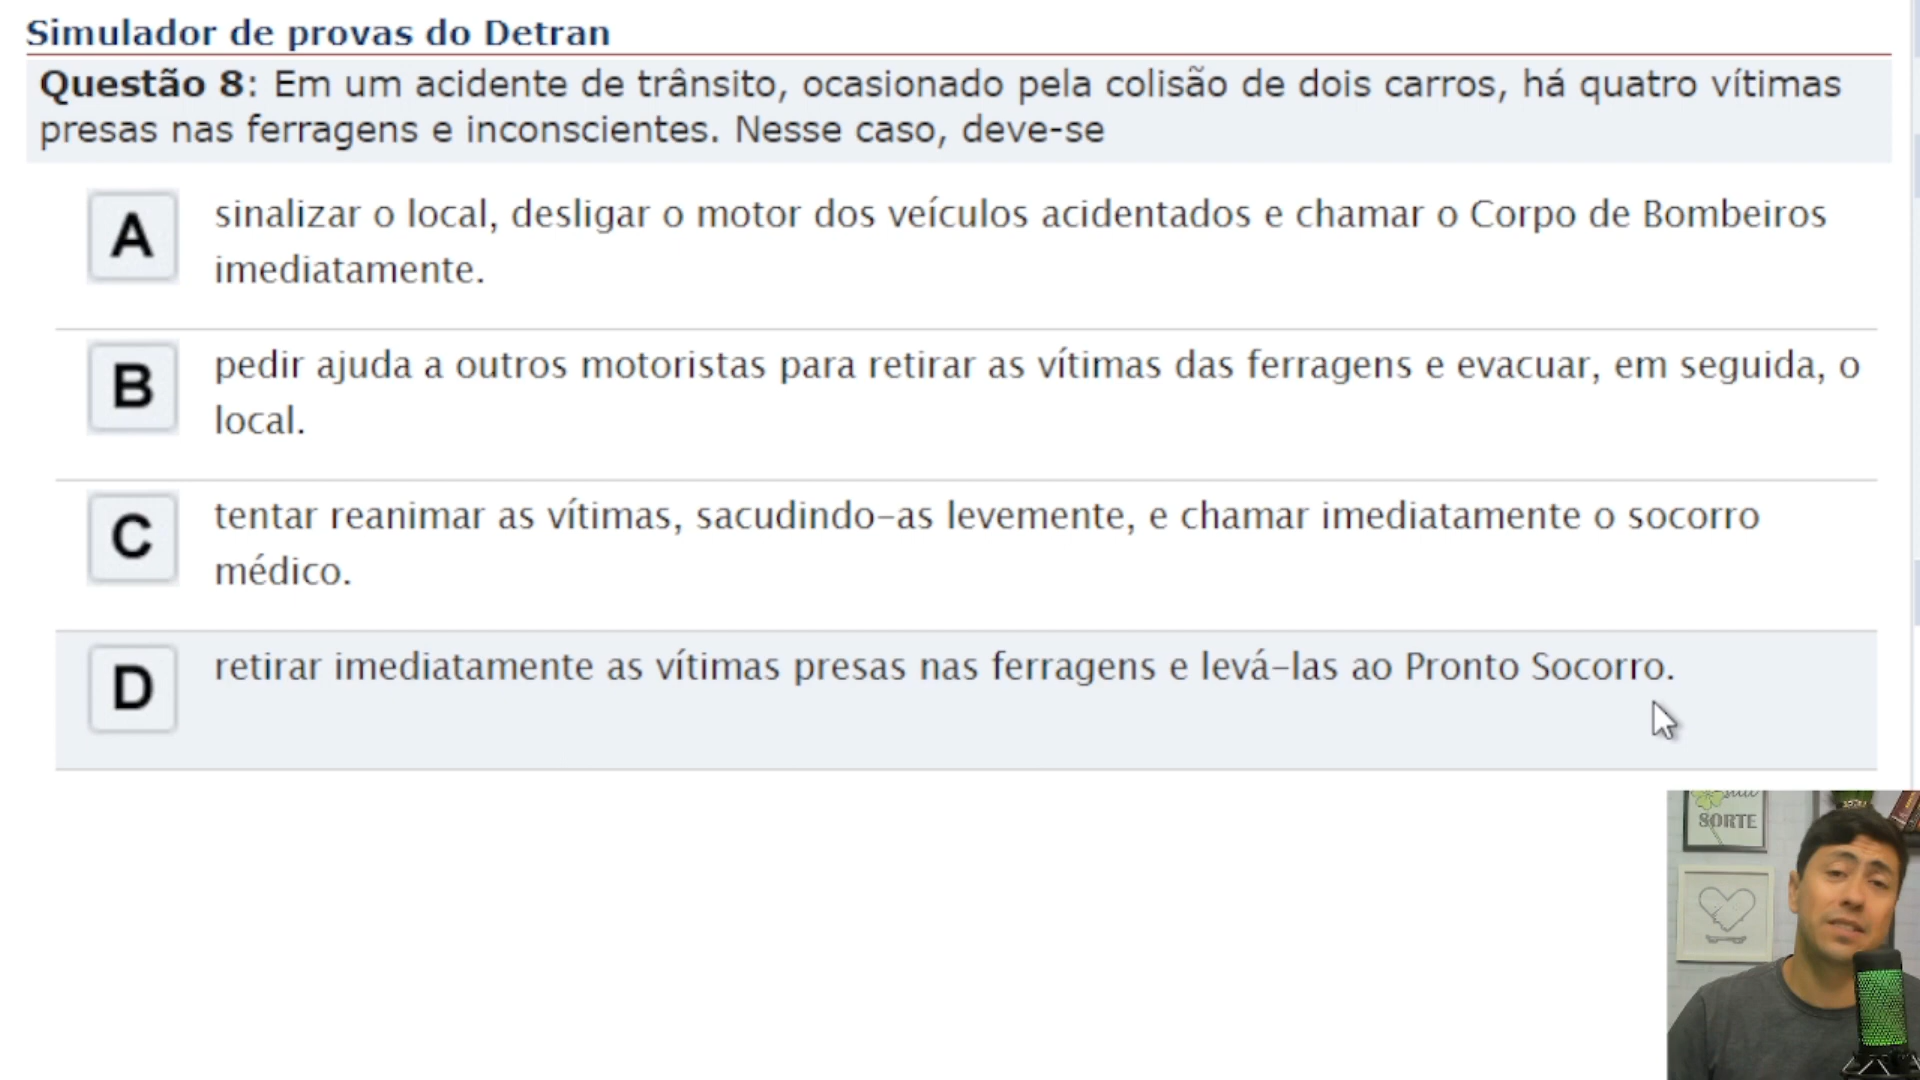 Simulador de provas do Detran
Questão 8: Em um acidente de trânsito, ocasionado pela colisão de dois carros, há quatro vítimas
presas nas ferragens e inconscientes. Nesse caso, deve-se
A
sinalizar o local, desligar o motor dos veículos acidentados e chamar o Corpo de Bombeiros
imediatamente.
B
pedir ajuda a outros motoristas para retirar as vítimas das ferragens e evacuar, em seguida, o
local.
C
tentar reanimar as vítimas, sacudindo-as levemente, e chamar imediatamente o socorro
médico.
D
retirar imediatamente as vítimas presas nas ferragens e levá-las ao Pronto Socorro.
SORTE